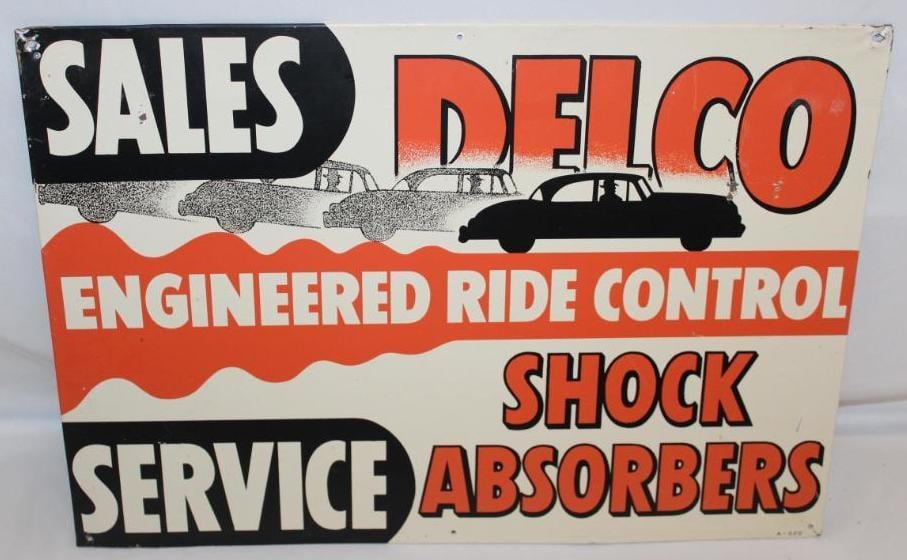 SALES
DELCO
ENGINEERED RIDE CONTROL
SHOCK
ABSORBERS
SERVICE